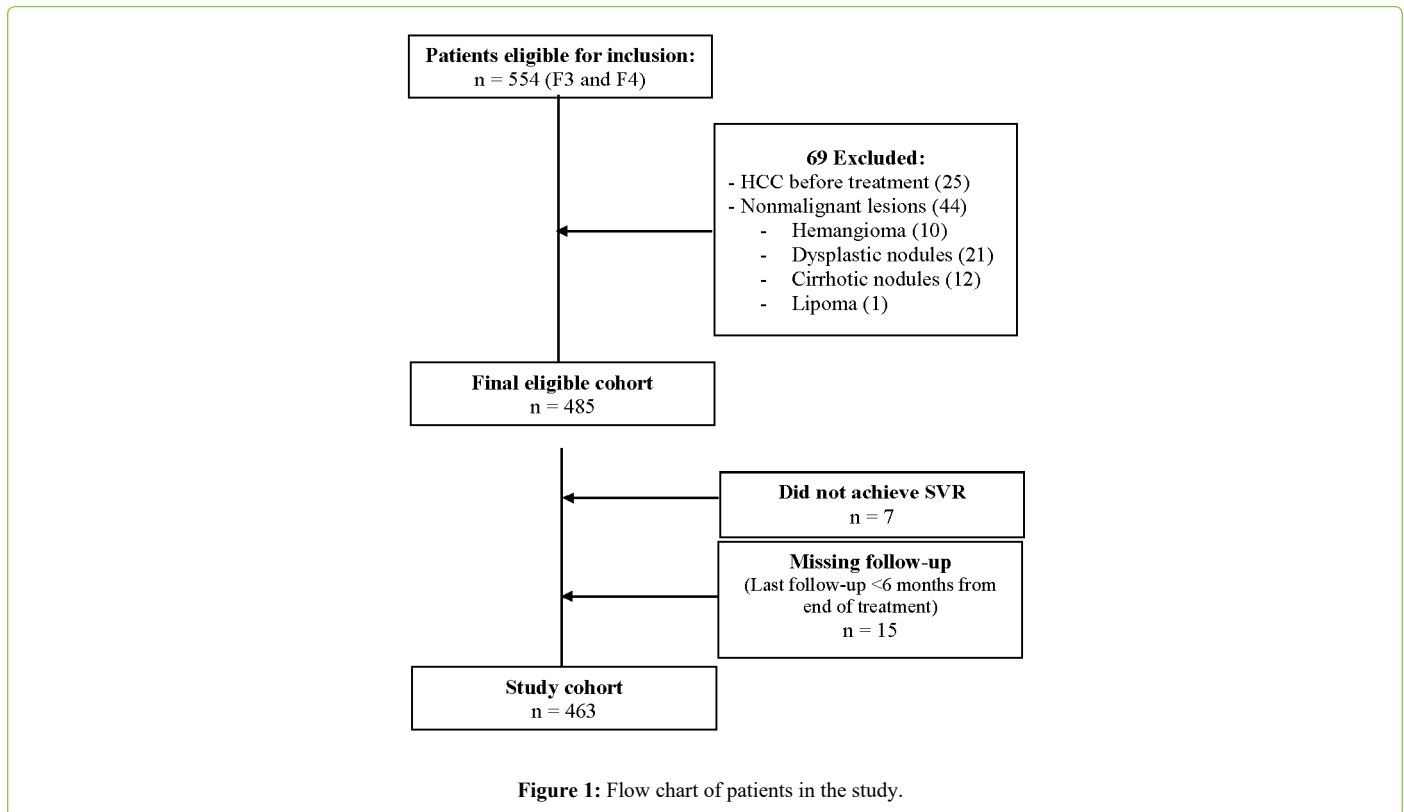 Patients eligible for inclusion:
n = 554 (F3 and F4)
69 Excluded:
- HCC before treatment (25)
- Nonmalignant lesions (44)
- Hemangioma (10)
- Dysplastic nodules (21)
- Cirrhotic nodules (12)
- Lipoma (1)
Final eligible cohort
n = 485
Did not achieve SVR
n = 7
Missing follow-up
(Last follow-up <6 months from
end of treatment)
n = 15
Study cohort
n = 463
Figure 1: Flow chart of patients in the study.